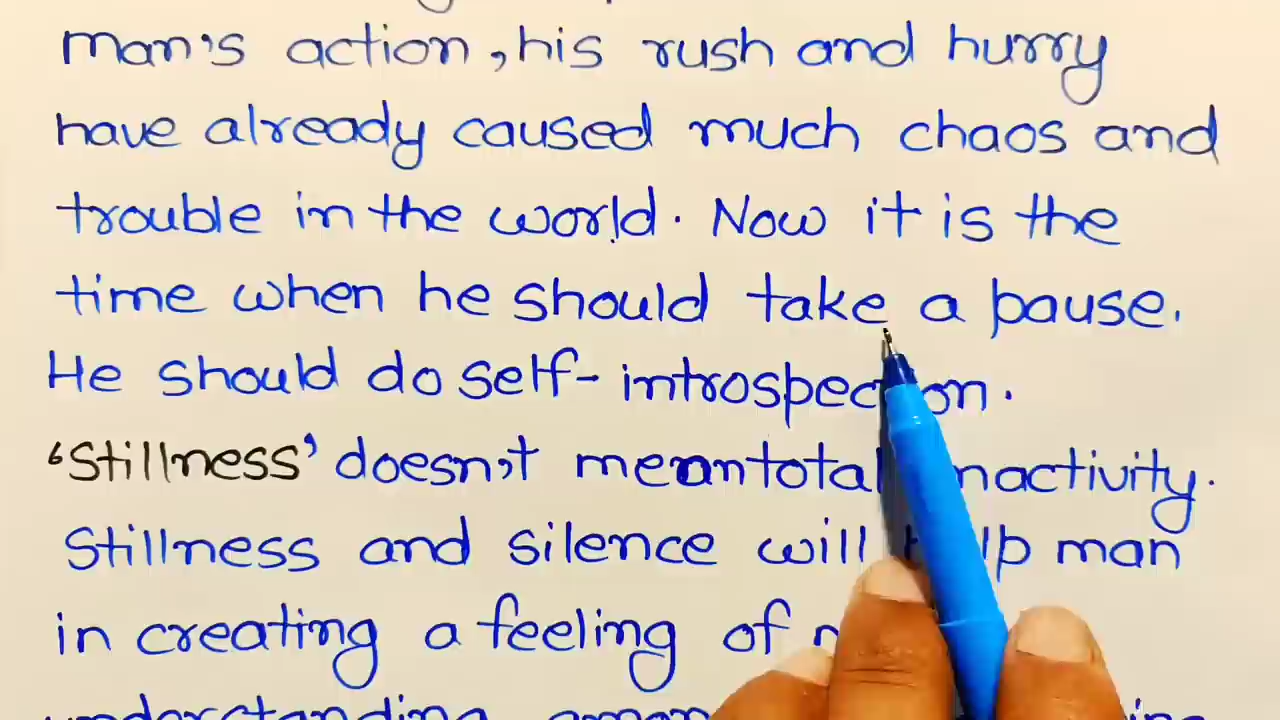 man's action, his rush and hurry
have already caused much chaos and
trouble in the world. Now it is the
time when he should take a pause.
He should do self-introspection.
'Stillness' doesn't mean total inactivity.
Stillness and silence will help man
in creating a feeling of
understanding